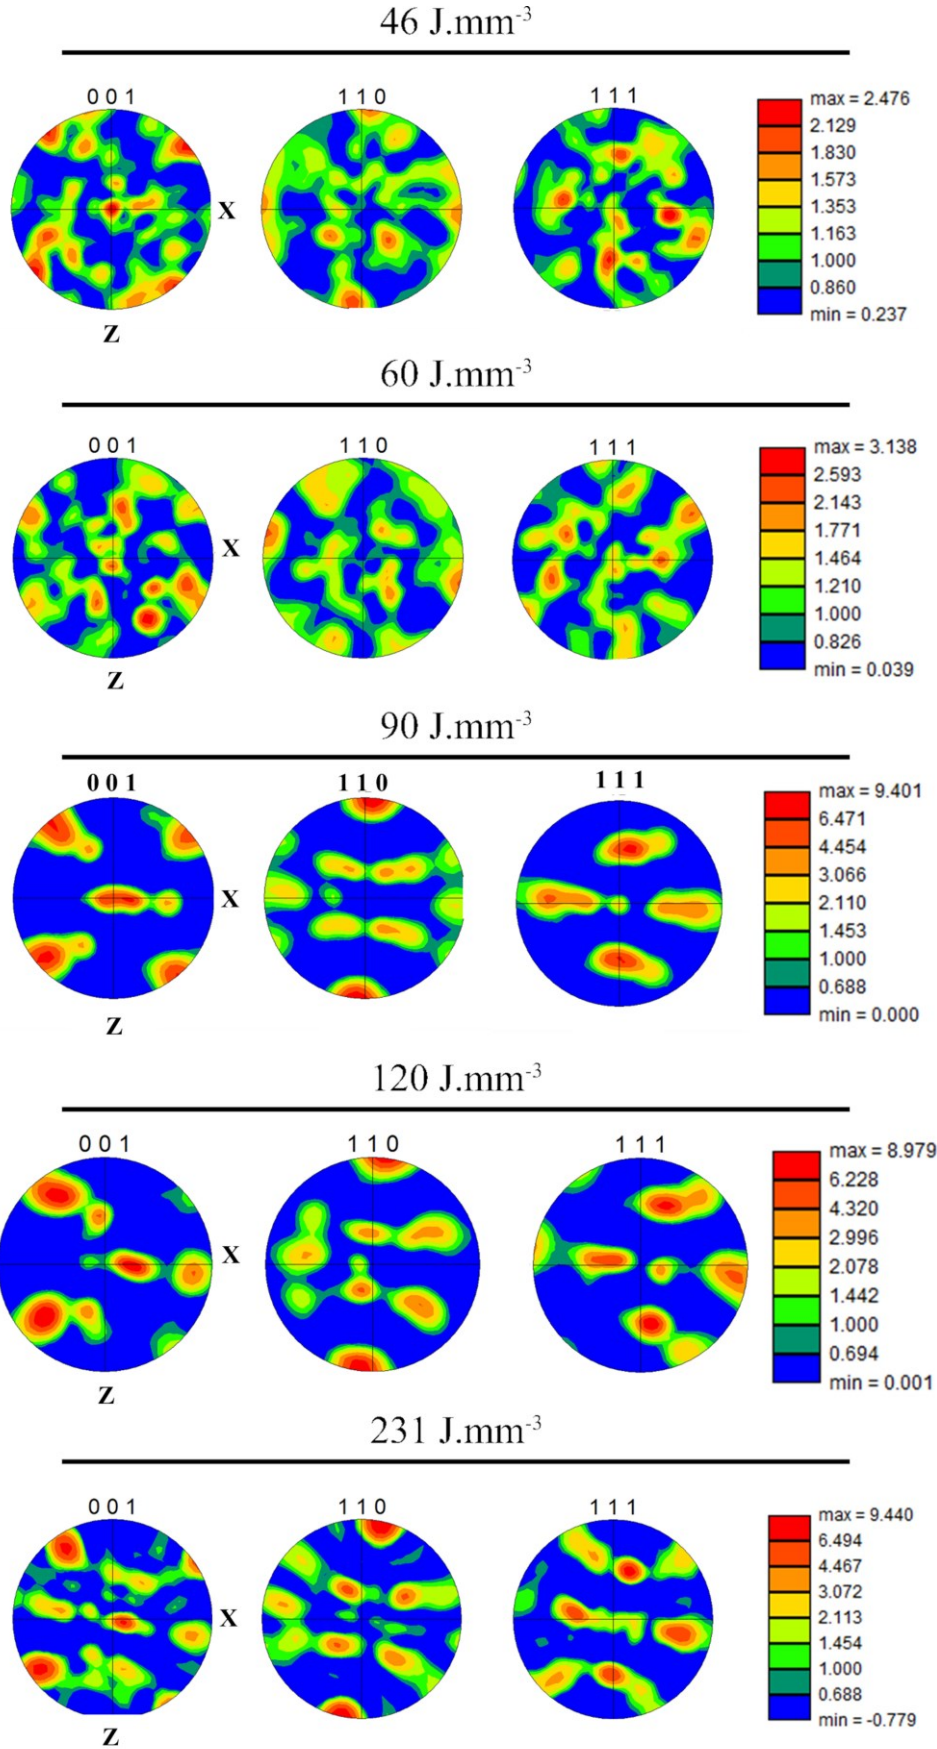 46 J.mm⁻³
0 0 1
1 1 0
1 1 1
max = 2.476
2.129
1.830
1.573
1.353
1.163
1.000
0.860
min = 0.237
X
Z
60 J.mm⁻³
0 0 1
1 1 0
1 1 1
max = 3.138
2.593
2.143
1.771
1.464
1.210
1.000
0.826
min = 0.039
X
Z
90 J.mm⁻³
0 0 1
1 1 0
1 1 1
max = 9.401
6.471
4.454
3.066
2.110
1.453
1.000
0.688
min = 0.000
X
Z
120 J.mm⁻³
0 0 1
1 1 0
1 1 1
max = 8.979
6.228
4.320
2.996
2.078
1.442
1.000
0.694
min = 0.001
X
Z
231 J.mm⁻³
0 0 1
1 1 0
1 1 1
max = 9.440
6.494
4.467
3.072
2.113
1.454
1.000
0.688
min = -0.779
X
Z